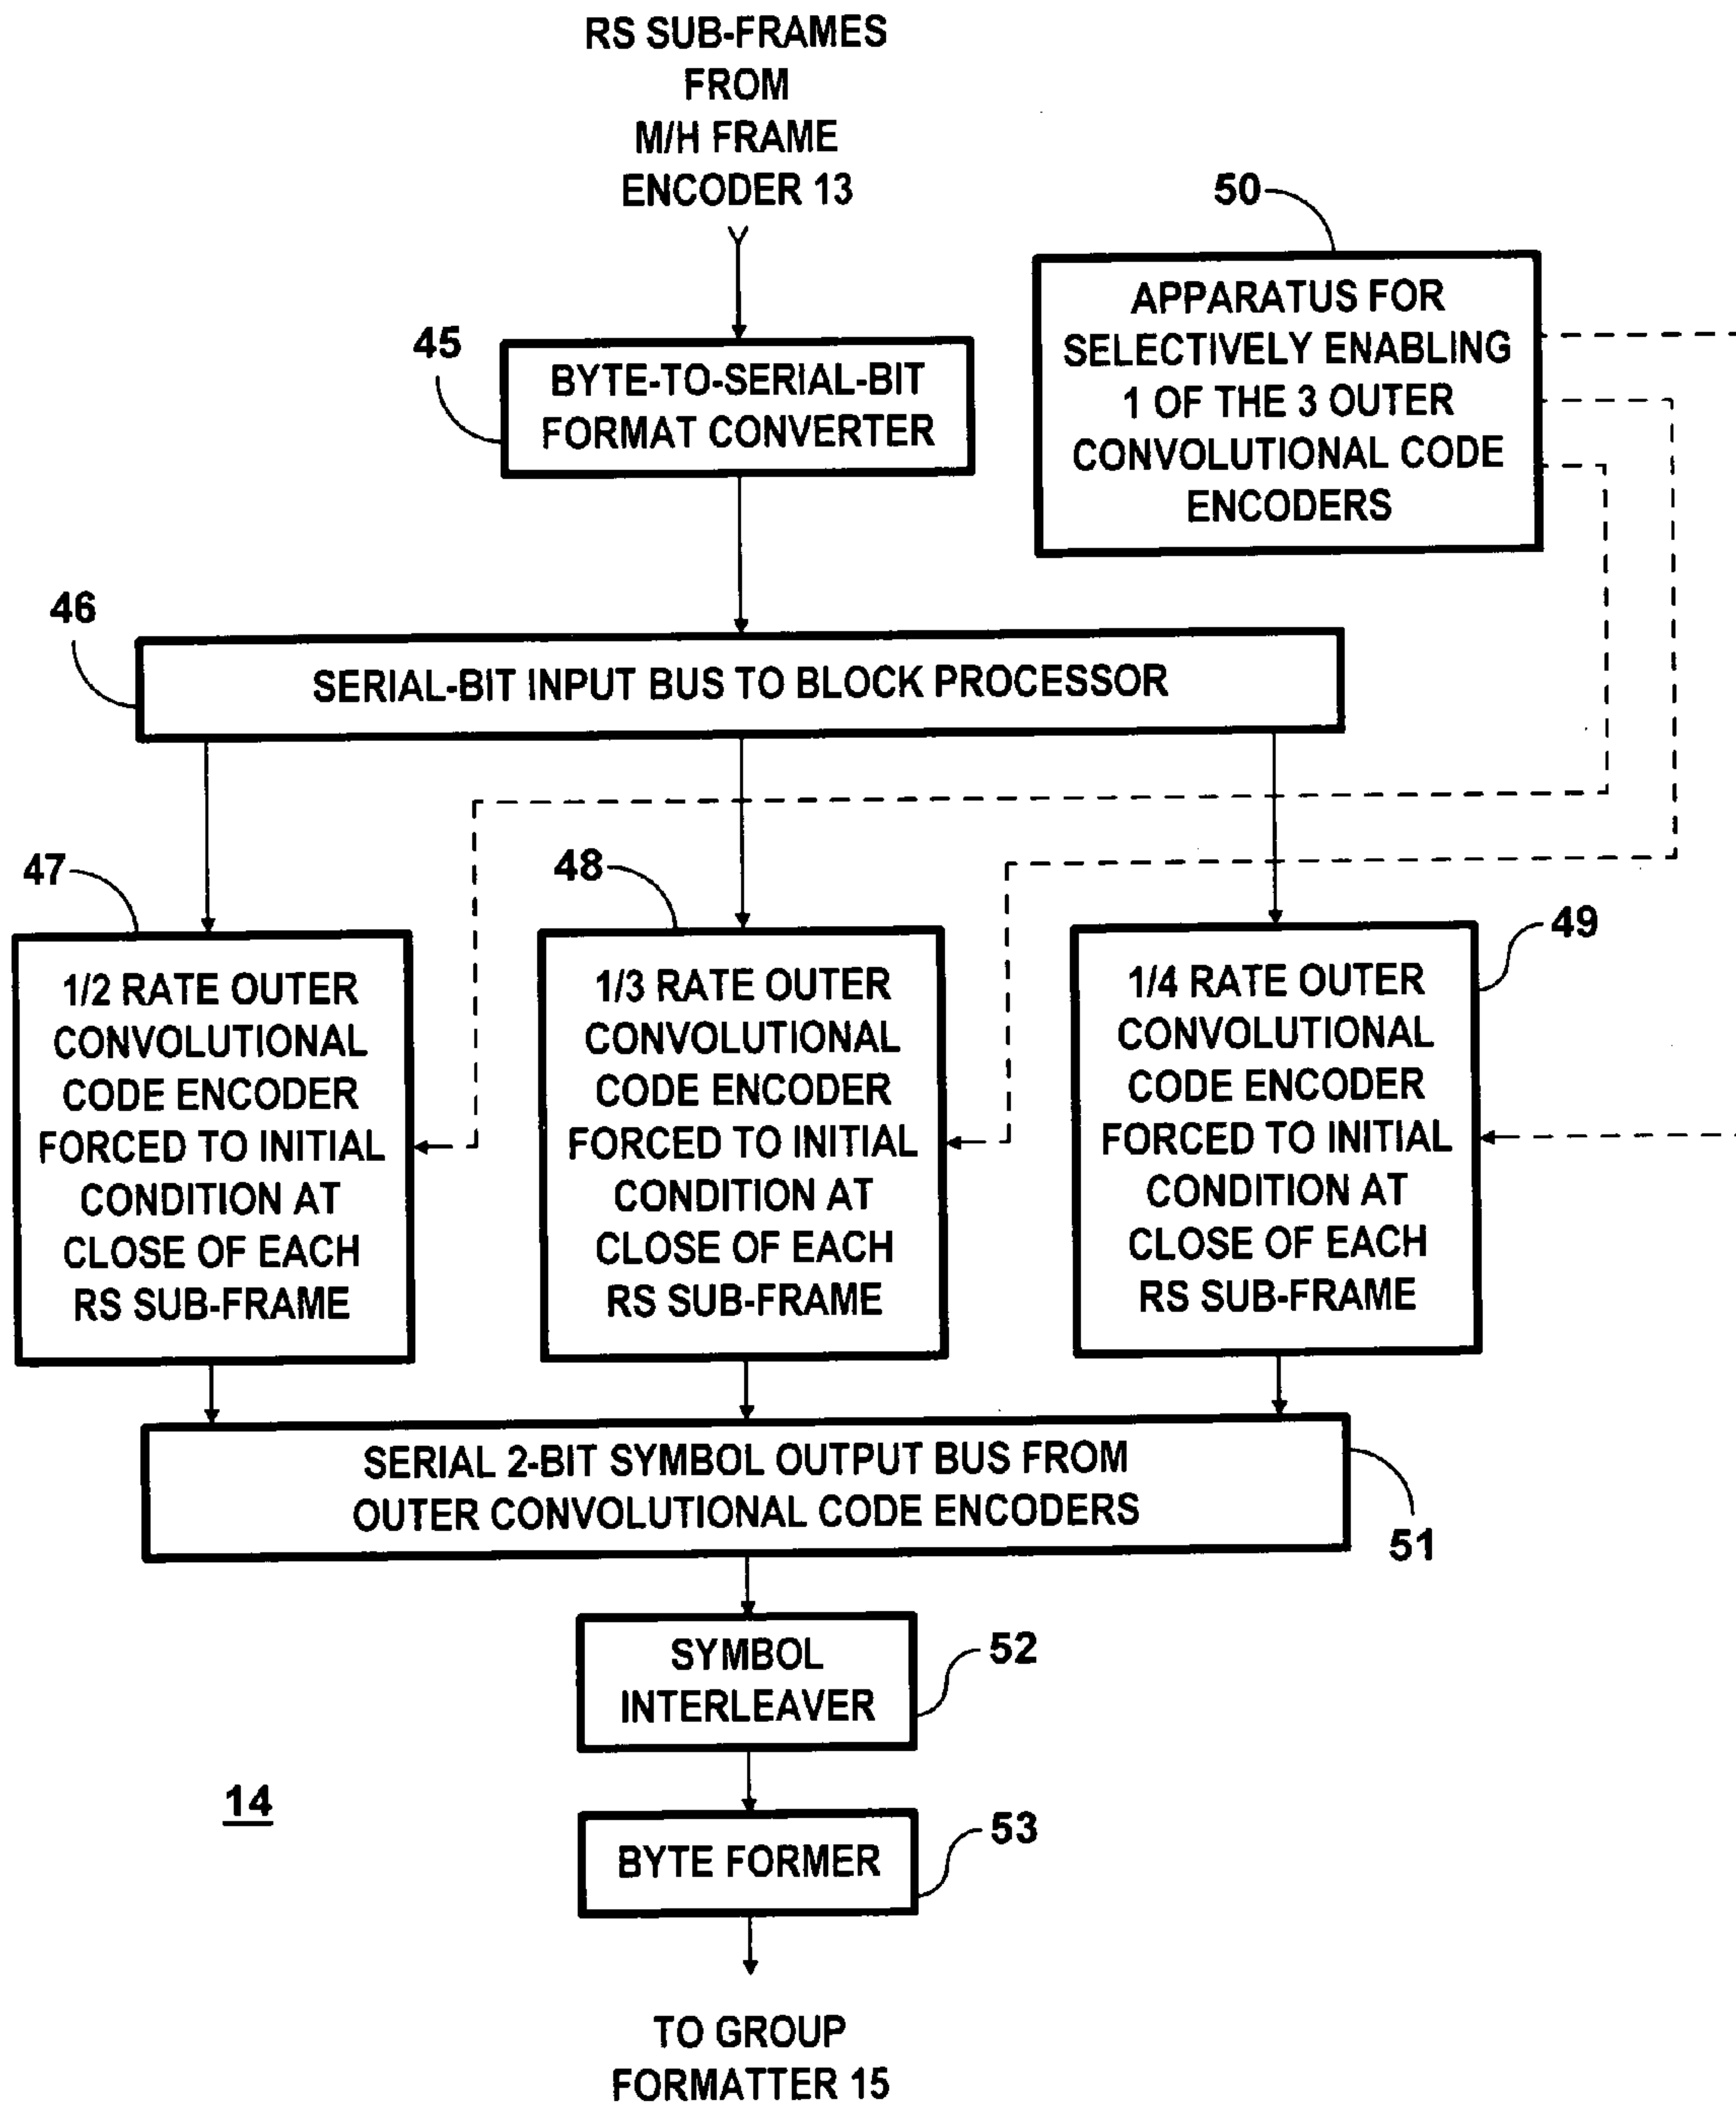 RS SUB-FRAMES
FROM
M/H FRAME
ENCODER 13
50
APPARATUS FOR
SELECTIVELY ENABLING
1 OF THE 3 OUTER
CONVOLUTIONAL CODE
ENCODERS
45
BYTE-TO-SERIAL-BIT
FORMAT CONVERTER
46
SERIAL-BIT INPUT BUS TO BLOCK PROCESSOR
47
1/2 RATE OUTER
CONVOLUTIONAL
CODE ENCODER
FORCED TO INITIAL
CONDITION AT
CLOSE OF EACH
RS SUB-FRAME
48
1/3 RATE OUTER
CONVOLUTIONAL
CODE ENCODER
FORCED TO INITIAL
CONDITION AT
CLOSE OF EACH
RS SUB-FRAME
49
1/4 RATE OUTER
CONVOLUTIONAL
CODE ENCODER
FORCED TO INITIAL
CONDITION AT
CLOSE OF EACH
RS SUB-FRAME
SERIAL 2-BIT SYMBOL OUTPUT BUS FROM
OUTER CONVOLUTIONAL CODE ENCODERS
51
SYMBOL
INTERLEAVER
52
14
BYTE FORMER
53
TO GROUP
FORMATTER 15